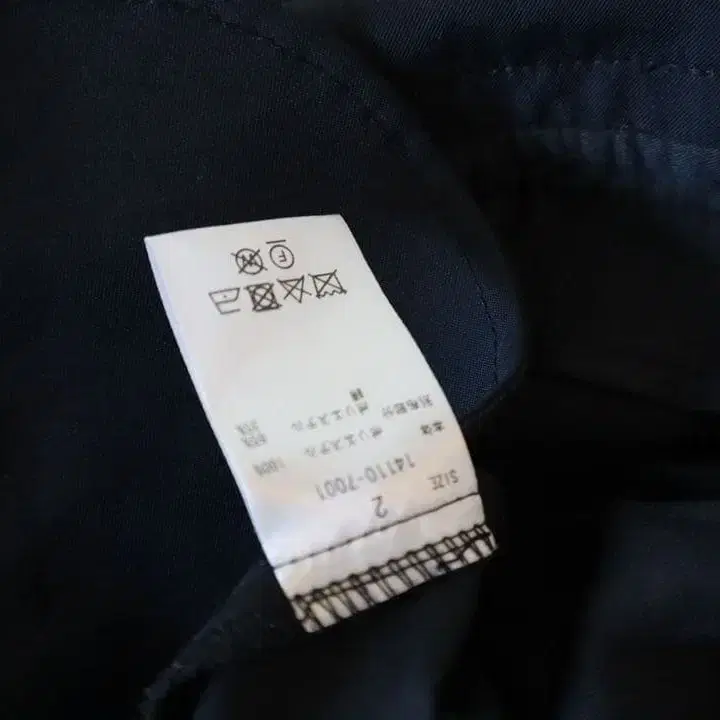 SIZE 2
14110-7001
本体 ポリエステル 100%
別布部分 ポリエステル 65%
綿 35%
F
W